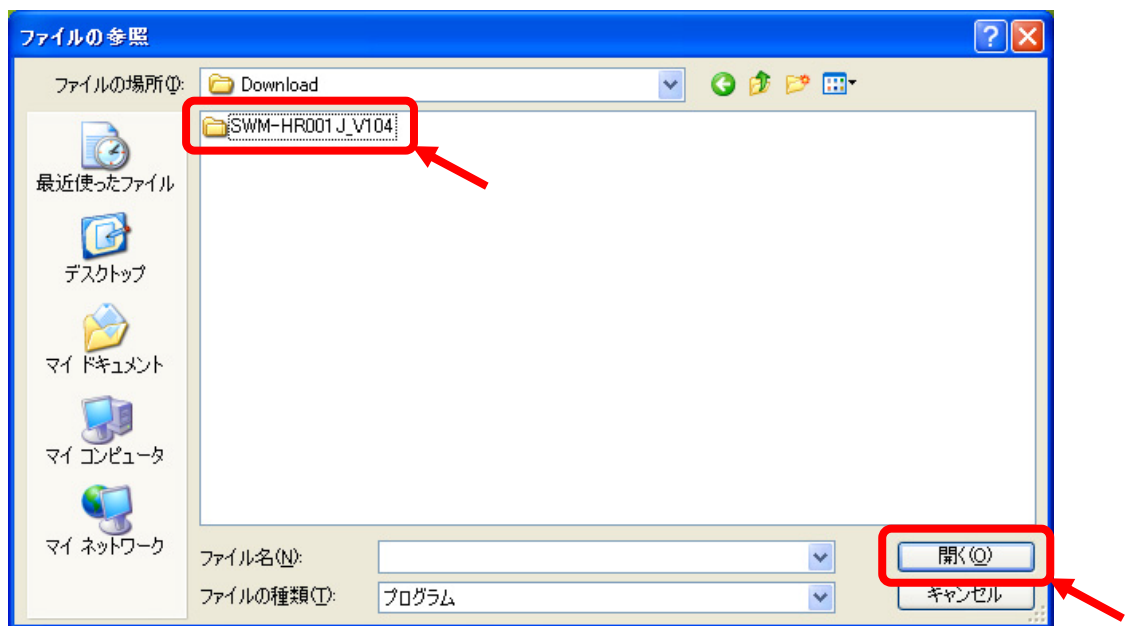 ファイルの参照
ファイルの場所(I):
Download
SWM-HR001J_V104
最近使ったファイル
デスクトップ
マイ ドキュメント
マイ コンピュータ
マイ ネットワーク
ファイル名(N):
開く(O)
ファイルの種類(T):
プログラム
キャンセル